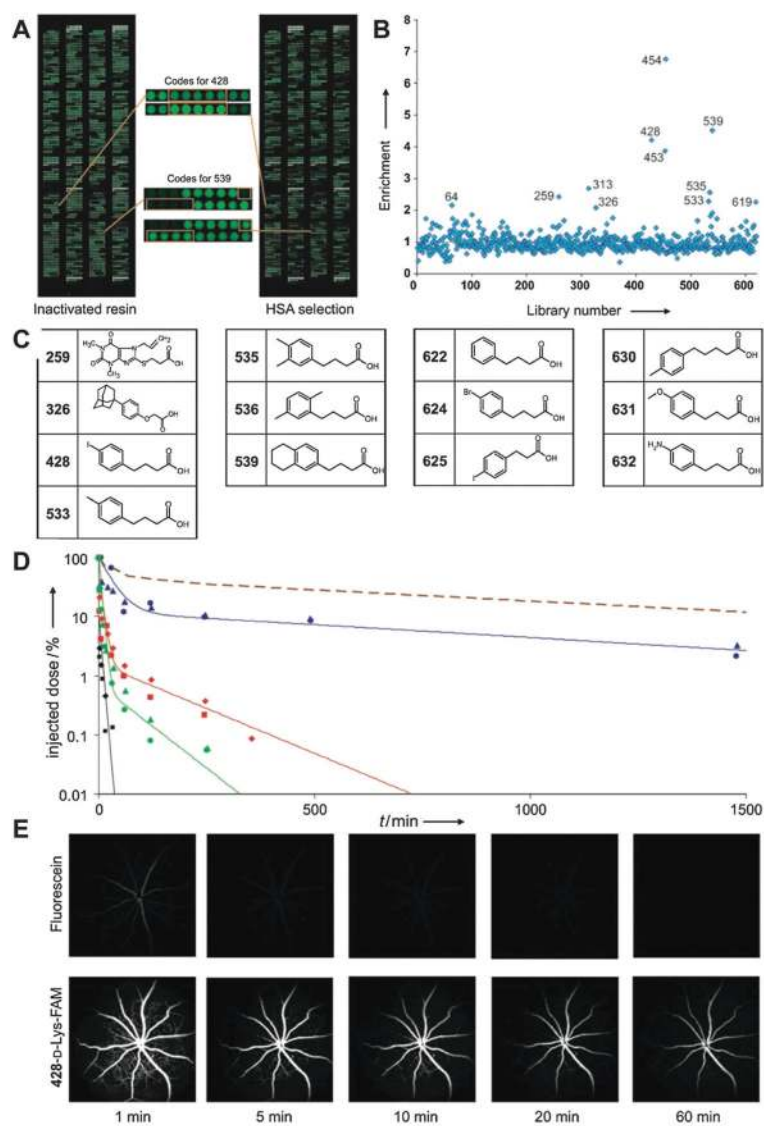 A
Codes for 428
Codes for 539
Inactivated resin
HSA selection
B
Enrichment
8
7
6
5
4
3
2
1
0
454
539
428
453
313
535
64
259
326
533
619
0
100
200
300
400
500
600
Library number
C
259
H₃C
O
N
N
CH₂
O
N
N
S
O
OH
CH₃
326
O
O
OH
428
I
O
OH
533
O
OH
535
O
OH
536
O
OH
539
O
OH
622
O
OH
624
Br
O
OH
625
I
O
OH
630
O
OH
631
O
O
OH
632
H₂N
O
OH
D
injected dose/%
100
10
1
0.1
0.01
0
500
1000
1500
t/min
E
Fluorescein
428-D-Lys-FAM
1 min
5 min
10 min
20 min
60 min